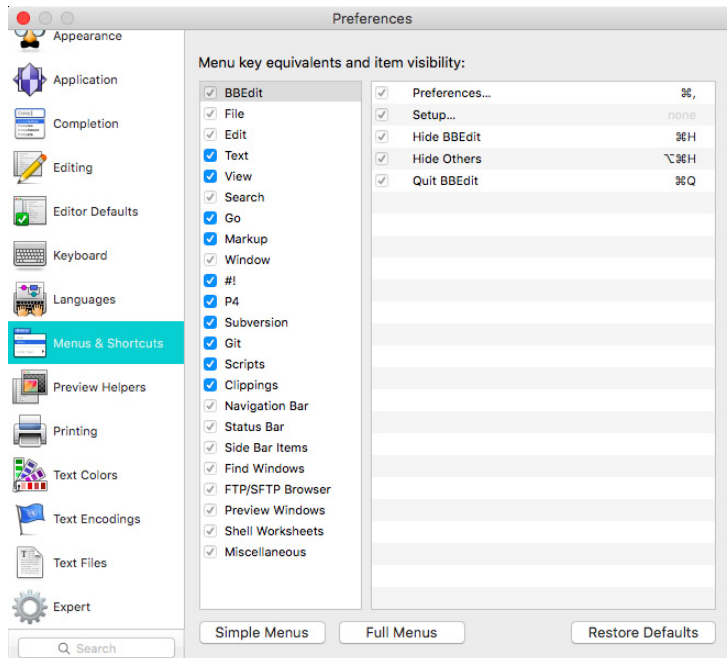 Preferences
Appearance
Application
Completion
Editing
Editor Defaults
Keyboard
Languages
Menus & Shortcuts
Preview Helpers
Printing
Text Colors
Text Encodings
Text Files
Expert
Search
Menu key equivalents and item visibility:
BBEdit
File
Edit
Text
View
Search
Go
Markup
Window
#!
P4
Subversion
Git
Scripts
Clippings
Navigation Bar
Status Bar
Side Bar Items
Find Windows
FTP/SFTP Browser
Preview Windows
Shell Worksheets
Miscellaneous
Preferences... ⌘,
Setup... none
Hide BBEdit ⌘H
Hide Others ⌥⌘H
Quit BBEdit ⌘Q
Simple Menus Full Menus Restore Defaults